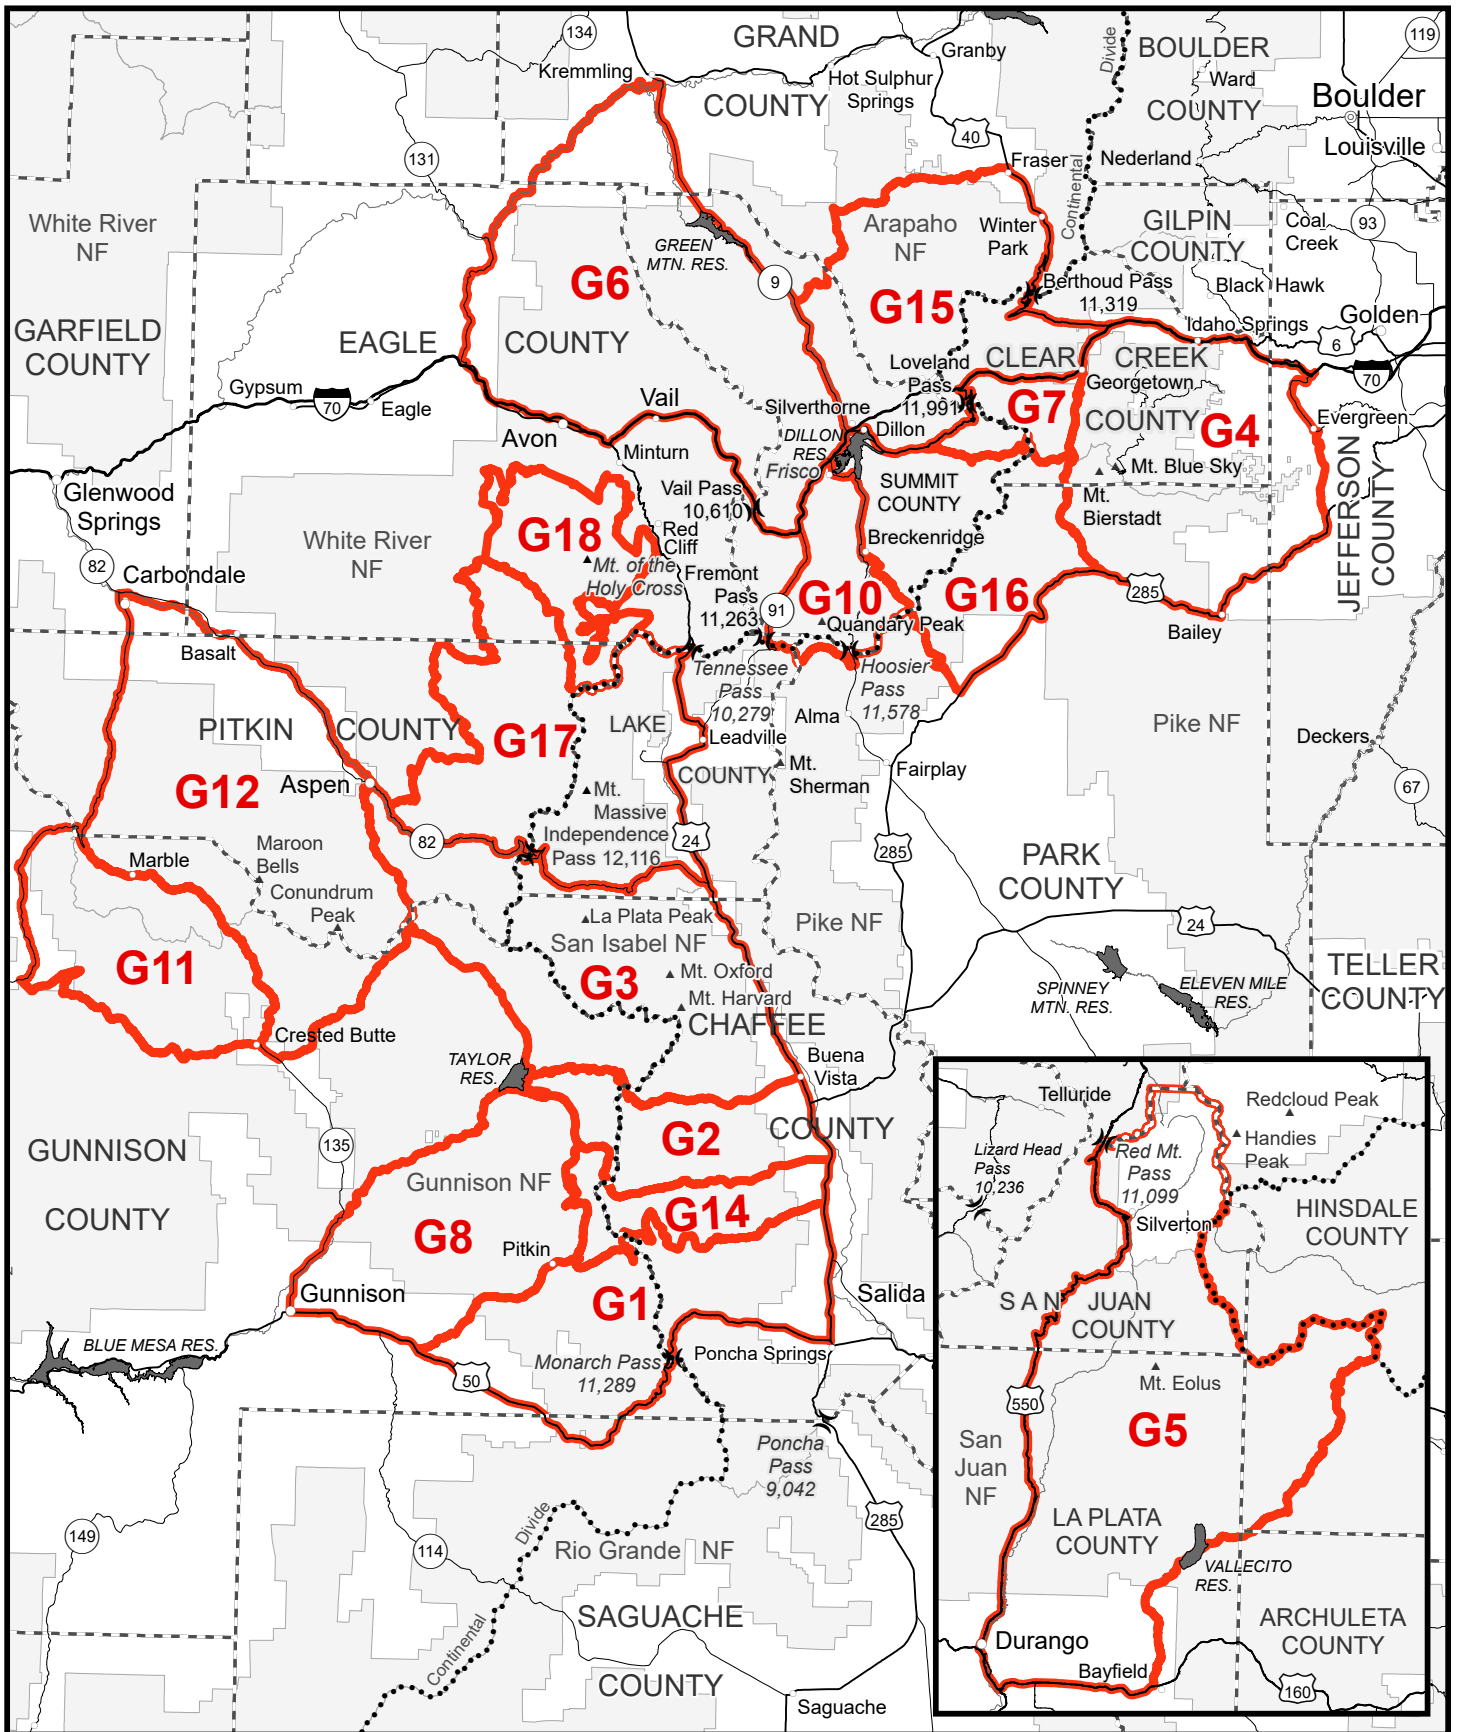 134
GRAND
Granby
Divide
BOULDER
119
Kremmling
Hot Sulphur
Springs
COUNTY
Ward
COUNTY
Boulder
40
131
Fraser
Nederland
Louisville
Continental
White River
NF
GREEN
MTN. RES.
Arapaho
NF
Winter
Park
GILPIN
COUNTY
Coal
Creek
93
G6
9
G15
Berthoud Pass
11,319
Black Hawk
GARFIELD
COUNTY
EAGLE
COUNTY
Idaho Springs
Golden
6
Loveland
Pass
11,991
CLEAR
CREEK
COUNTY
Georgetown
70
Gypsum
70
Eagle
Vail
Silverthorne
Dillon
G7
G4
Evergreen
Avon
Minturn
DILLON
RES.
Frisco
Mt. Blue Sky
JEFFERSON
COUNTY
Glenwood
Springs
Vail Pass
10,610
SUMMIT
COUNTY
Mt.
Bierstadt
White River
NF
G18
Red
Cliff
Breckenridge
82
Carbondale
Mt. of the
Holy Cross
Fremont
Pass
11,263
91
G10
G16
285
Quandary Peak
Bailey
Basalt
Tennessee
Pass
10,279
Hoosier
Pass
11,578
PITKIN
COUNTY
G17
LAKE
COUNTY
Alma
Pike NF
Leadville
Deckers
Mt.
Sherman
Fairplay
G12
Aspen
Mt.
Massive
67
Maroon
Bells
82
Independence
Pass 12,116
24
285
PARK
COUNTY
Marble
Conundrum
Peak
La Plata Peak
San Isabel NF
Pike NF
24
G11
G3
Mt. Oxford
Mt. Harvard
CHAFFEE
COUNTY
SPINNEY
MTN. RES.
ELEVEN MILE
RES.
TELLER
COUNTY
Crested Butte
TAYLOR
RES.
Buena
Vista
GUNNISON
COUNTY
135
G2
Gunnison NF
G14
G8
Pitkin
Gunnison
G1
Salida
BLUE MESA RES.
Monarch Pass
11,289
Poncha Springs
50
Poncha
Pass
9,042
149
114
Divide
285
Rio Grande NF
SAGUACHE
COUNTY
Continental
Saguache
Telluride
Redcloud Peak
Lizard Head
Pass
10,236
Red Mt.
Pass
11,099
Handies
Peak
Silverton
HINSDALE
COUNTY
SAN JUAN
COUNTY
Mt. Eolus
550
G5
San
Juan
NF
LA PLATA
COUNTY
VALLECITO
RES.
ARCHULETA
COUNTY
Durango
Bayfield
160